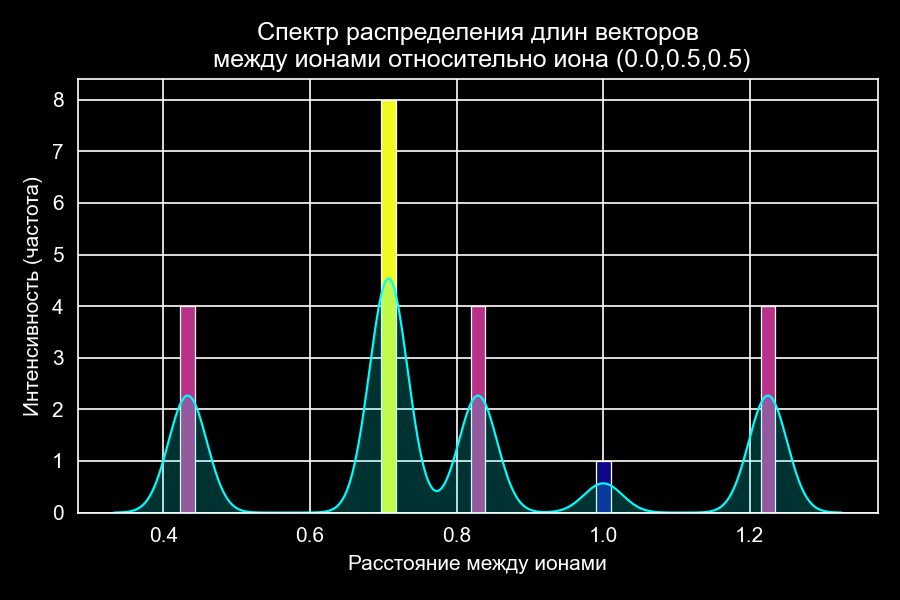 Спектр распределения длин векторов
между ионами относительно иона (0.0,0.5,0.5)
Интенсивность (частота)
8
7
6
5
4
3
2
1
0
0.4 0.6 0.8 1.0 1.2
Расстояние между ионами